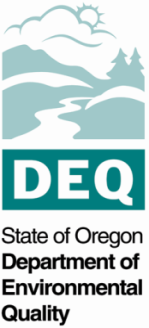 DEQ
State of Oregon
Department of
Environmental
Quality